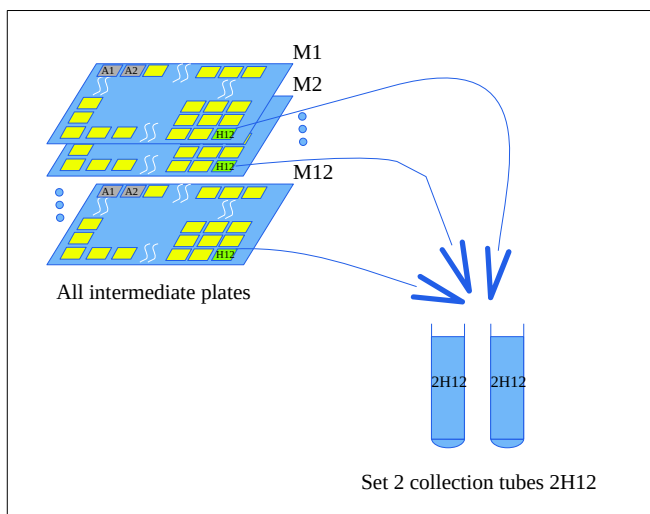 M1
A1 A2
M2
H12
H12
M12
A1 A2
H12
All intermediate plates
2H12 2H12
Set 2 collection tubes 2H12